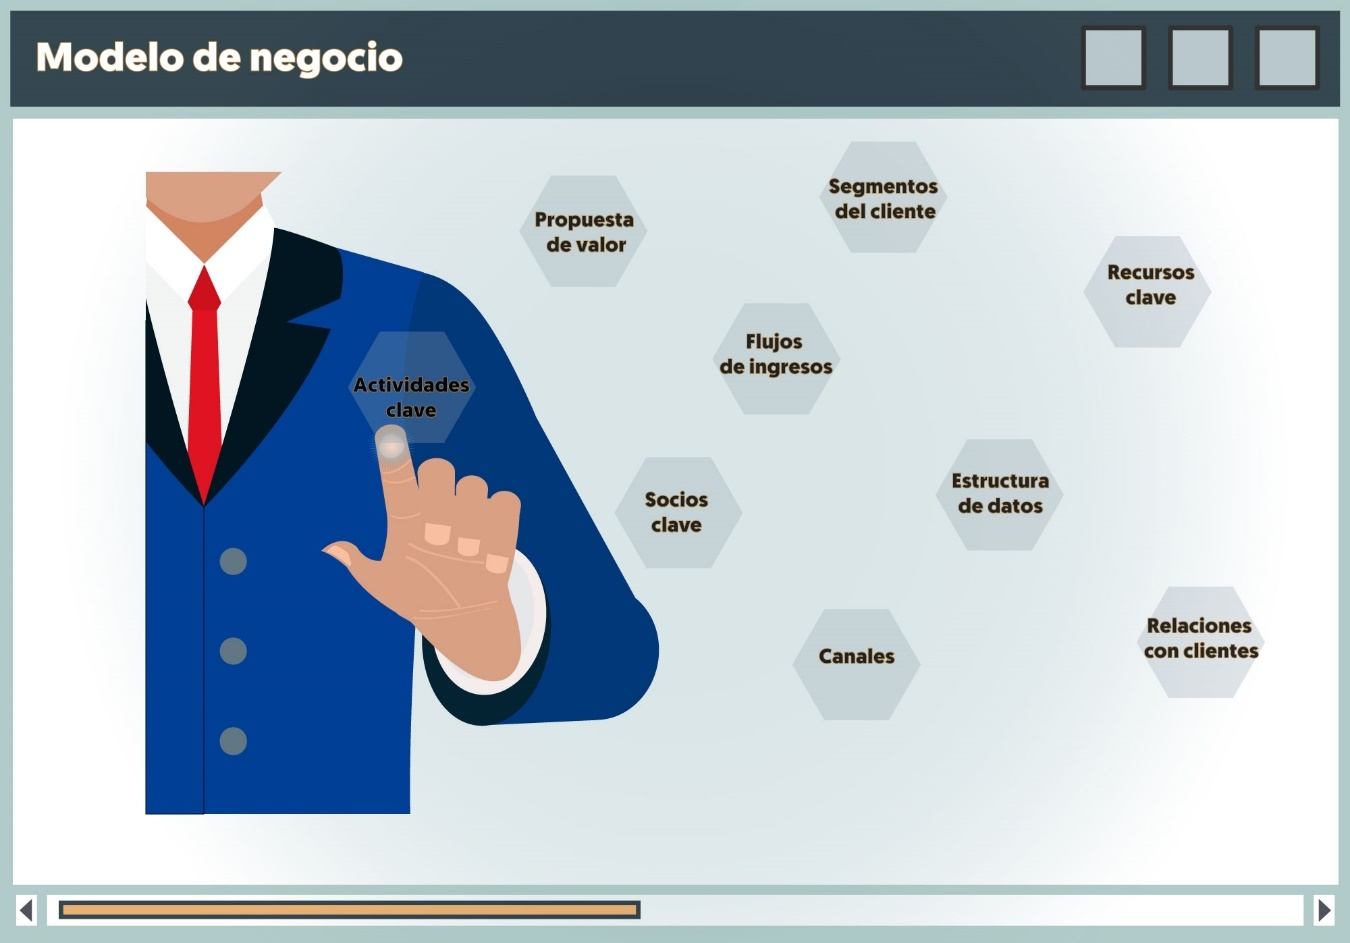 Modelo de negocio
Segmentos
del cliente
Propuesta
de valor
Recursos
clave
Flujos
de ingresos
Actividades
clave
Socios
clave
Estructura
de datos
Canales
Relaciones
con clientes